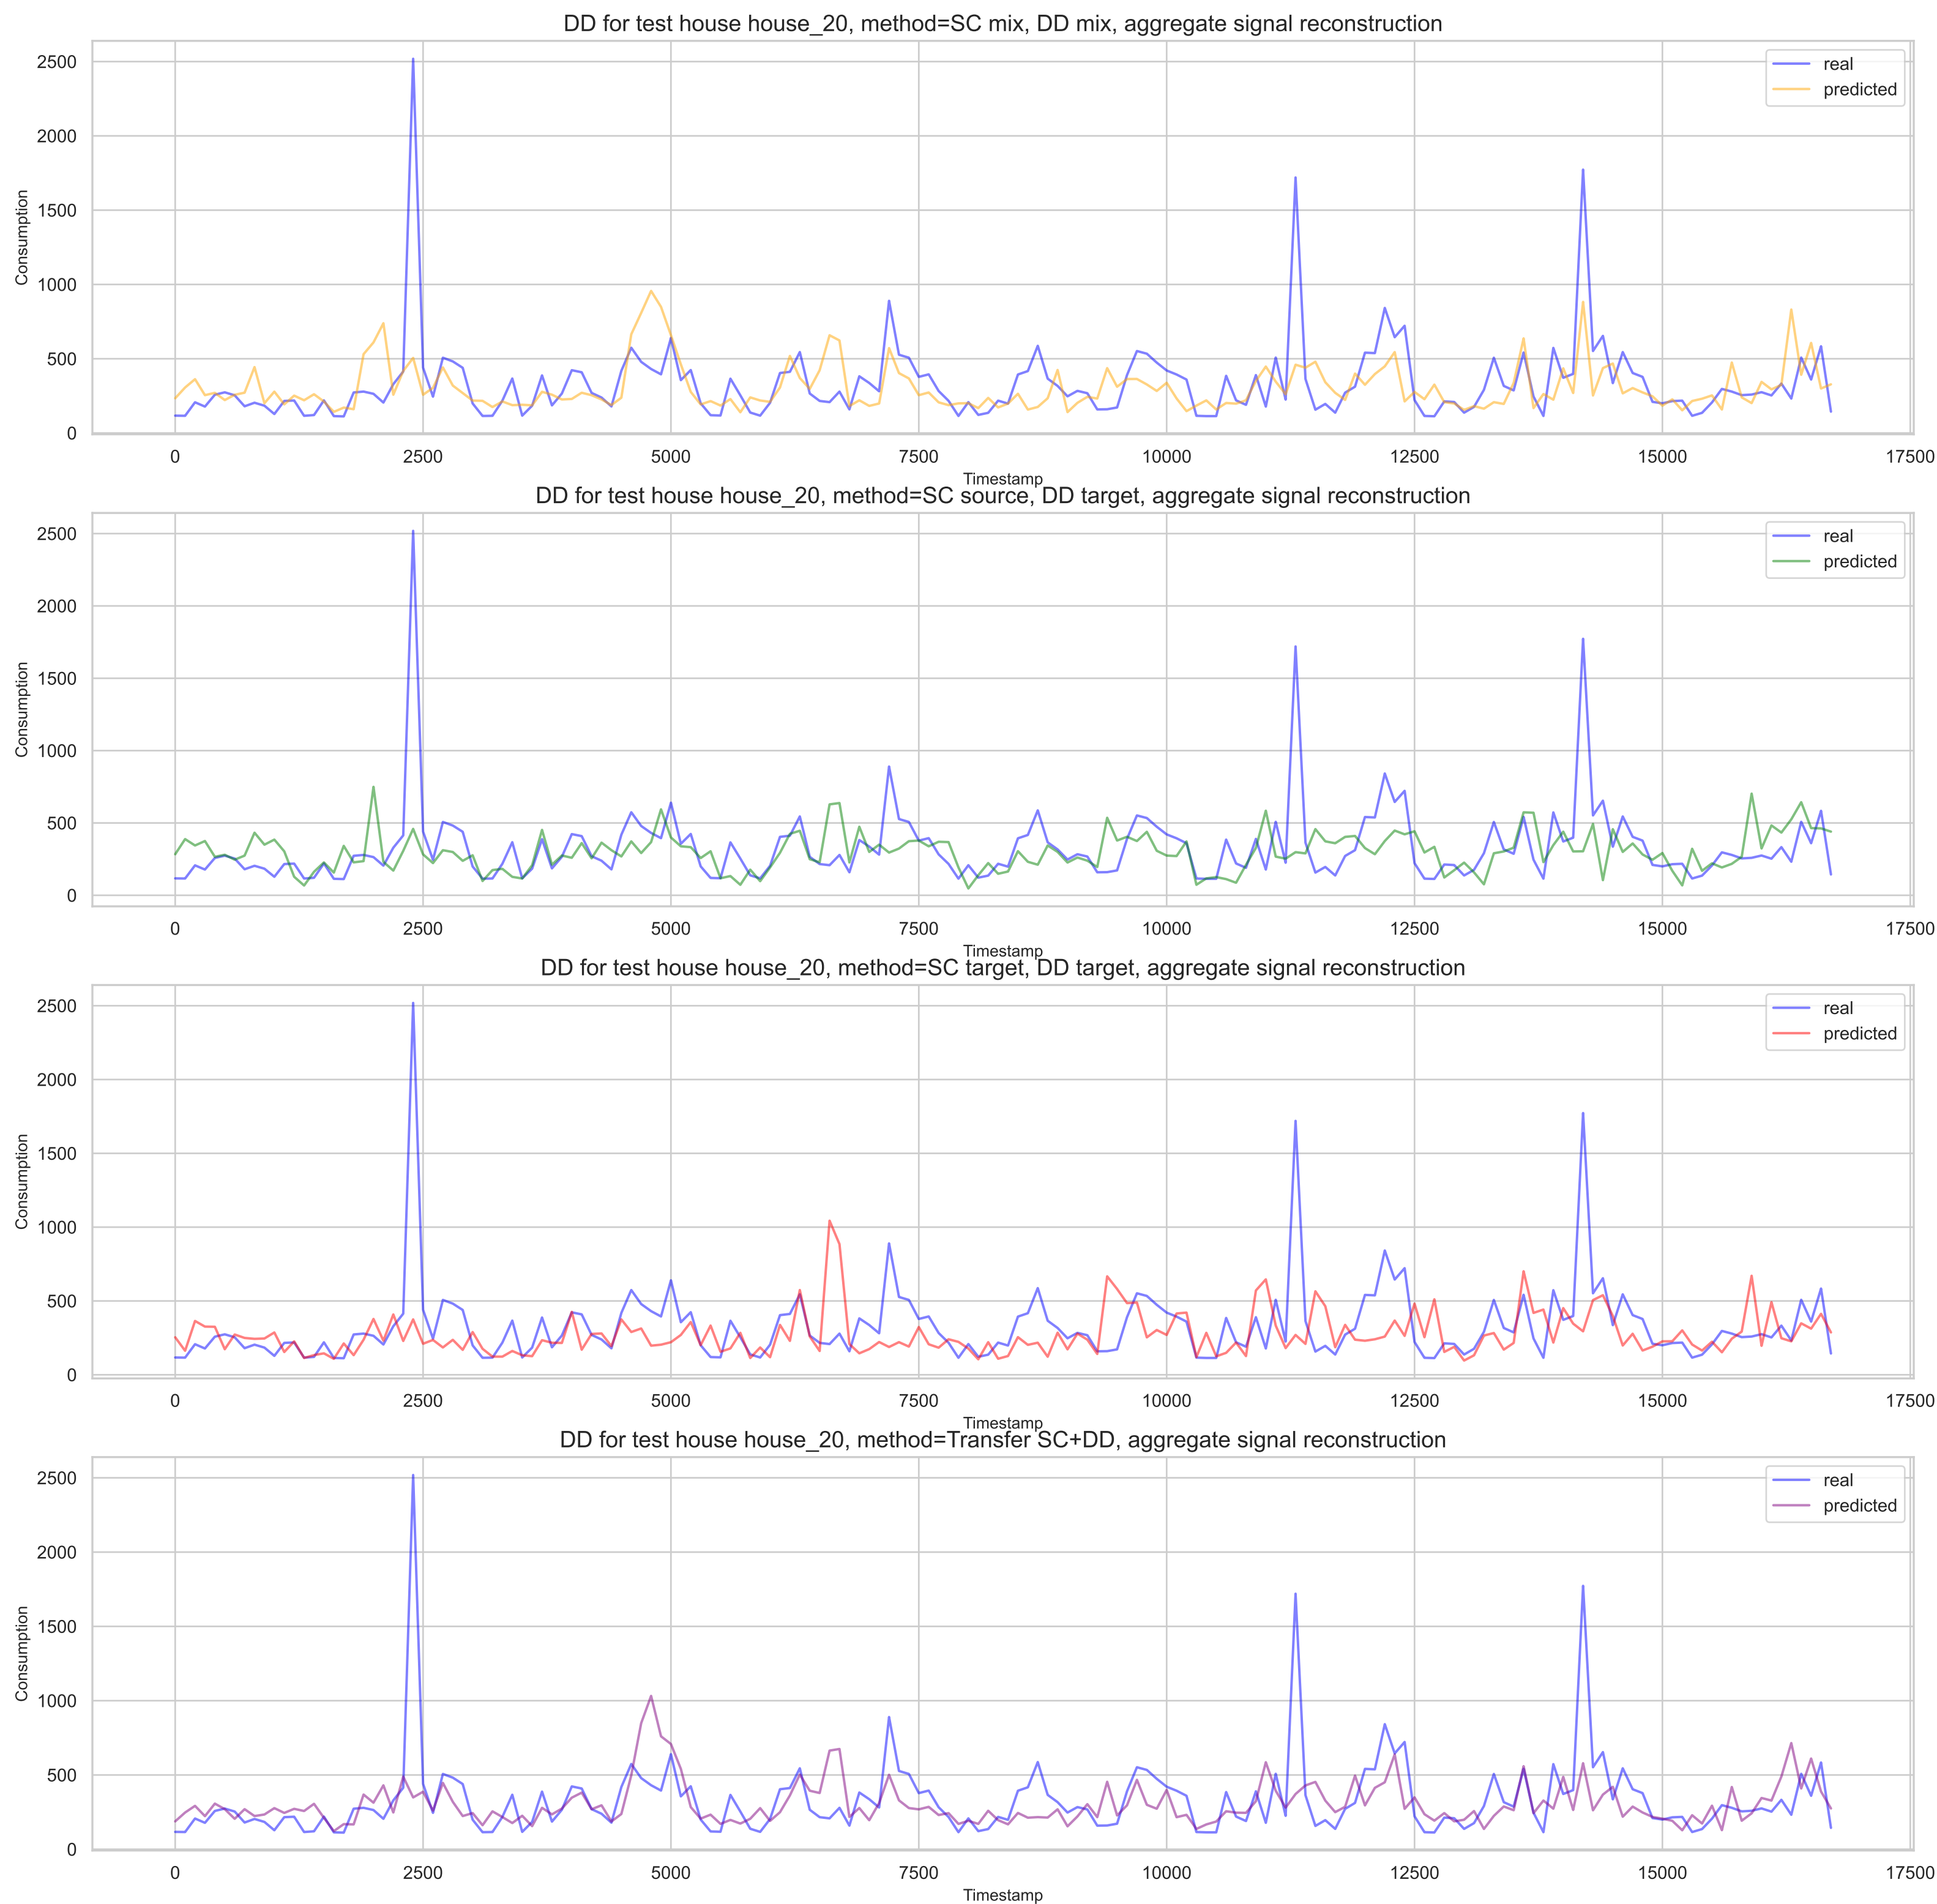 DD for test house house_20, method=SC mix, DD mix, aggregate signal reconstruction
real
predicted
2500
2000
1500
1000
500
0
Consumption
0 2500 5000 7500 10000 12500 15000 17500
Timestamp
DD for test house house_20, method=SC source, DD target, aggregate signal reconstruction
real
predicted
2500
2000
1500
1000
500
0
Consumption
0 2500 5000 7500 10000 12500 15000 17500
Timestamp
DD for test house house_20, method=SC target, DD target, aggregate signal reconstruction
real
predicted
2500
2000
1500
1000
500
0
Consumption
0 2500 5000 7500 10000 12500 15000 17500
Timestamp
DD for test house house_20, method=Transfer SC+DD, aggregate signal reconstruction
real
predicted
2500
2000
1500
1000
500
0
Consumption
0 2500 5000 7500 10000 12500 15000 17500
Timestamp